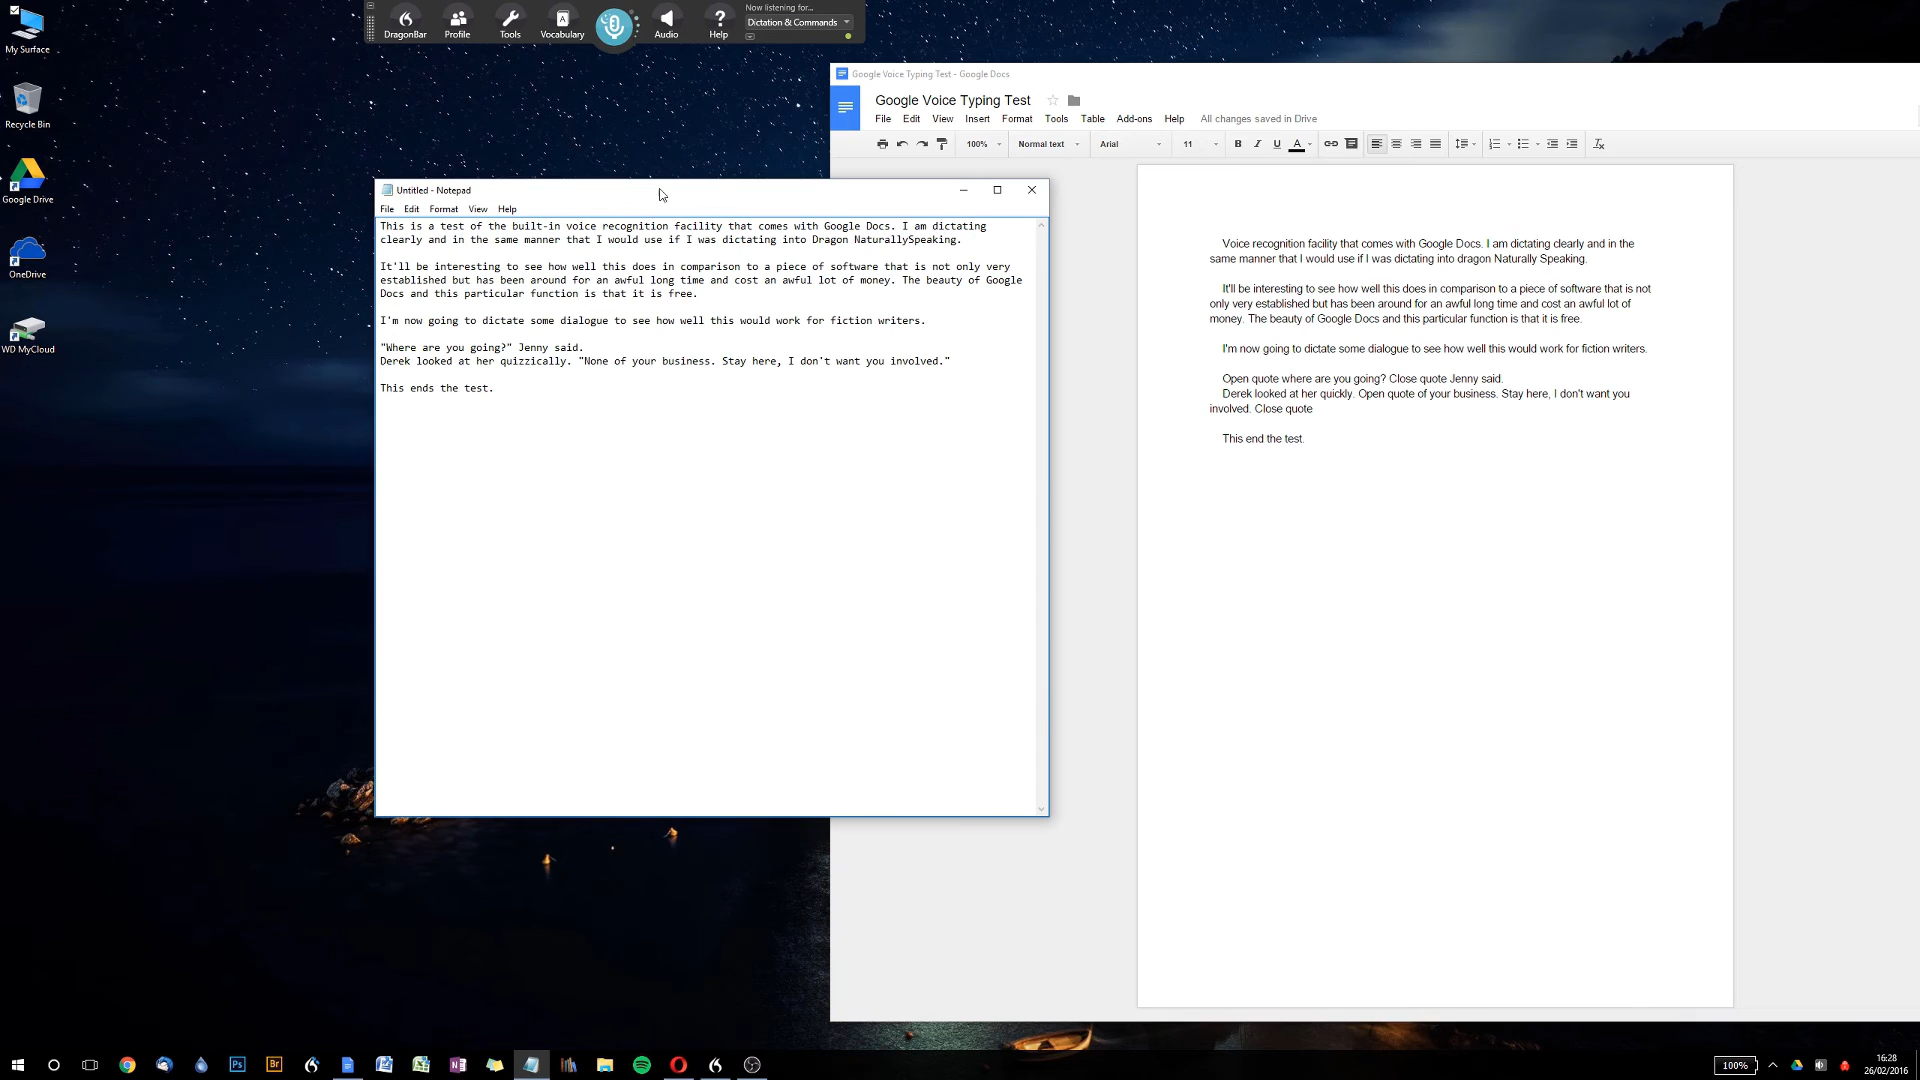 My Surface
Recycle Bin
Google Drive
OneDrive
WD MyCloud
DragonBar
Profile
Tools
Vocabulary
Audio
Help
Now listening for...
Dictation & Commands
Google Voice Typing Test - Google Docs
Google Voice Typing Test
File Edit View Insert Format Tools Table Add-ons Help All changes saved in Drive
100% Normal text Arial 11 B I U A
Untitled - Notepad
File Edit Format View Help
This is a test of the built-in voice recognition facility that comes with Google Docs. I am dictating
clearly and in the same manner that I would use if I was dictating into Dragon NaturallySpeaking.
It'll be interesting to see how well this does in comparison to a piece of software that is not only very
established but has been around for an awful long time and cost an awful lot of money. The beauty of Google
Docs and this particular function is that it is free.
I'm now going to dictate some dialogue to see how well this would work for fiction writers.
"Where are you going?" Jenny said.
Derek looked at her quizzically. "None of your business. Stay here, I don't want you involved."
This ends the test.
Voice recognition facility that comes with Google Docs. I am dictating clearly and in the
same manner that I would use if I was dictating into dragon Naturally Speaking.
It'll be interesting to see how well this does in comparison to a piece of software that is not
only very established but has been around for an awful long time and cost an awful lot of
money. The beauty of Google Docs and this particular function is that it is free.
I'm now going to dictate some dialogue to see how well this would work for fiction writers.
Open quote where are you going? Close quote Jenny said.
Derek looked at her quickly. Open quote of your business. Stay here, I don't want you
involved. Close quote
This end the test.
Ps
Br
100%
16:28
26/02/2016